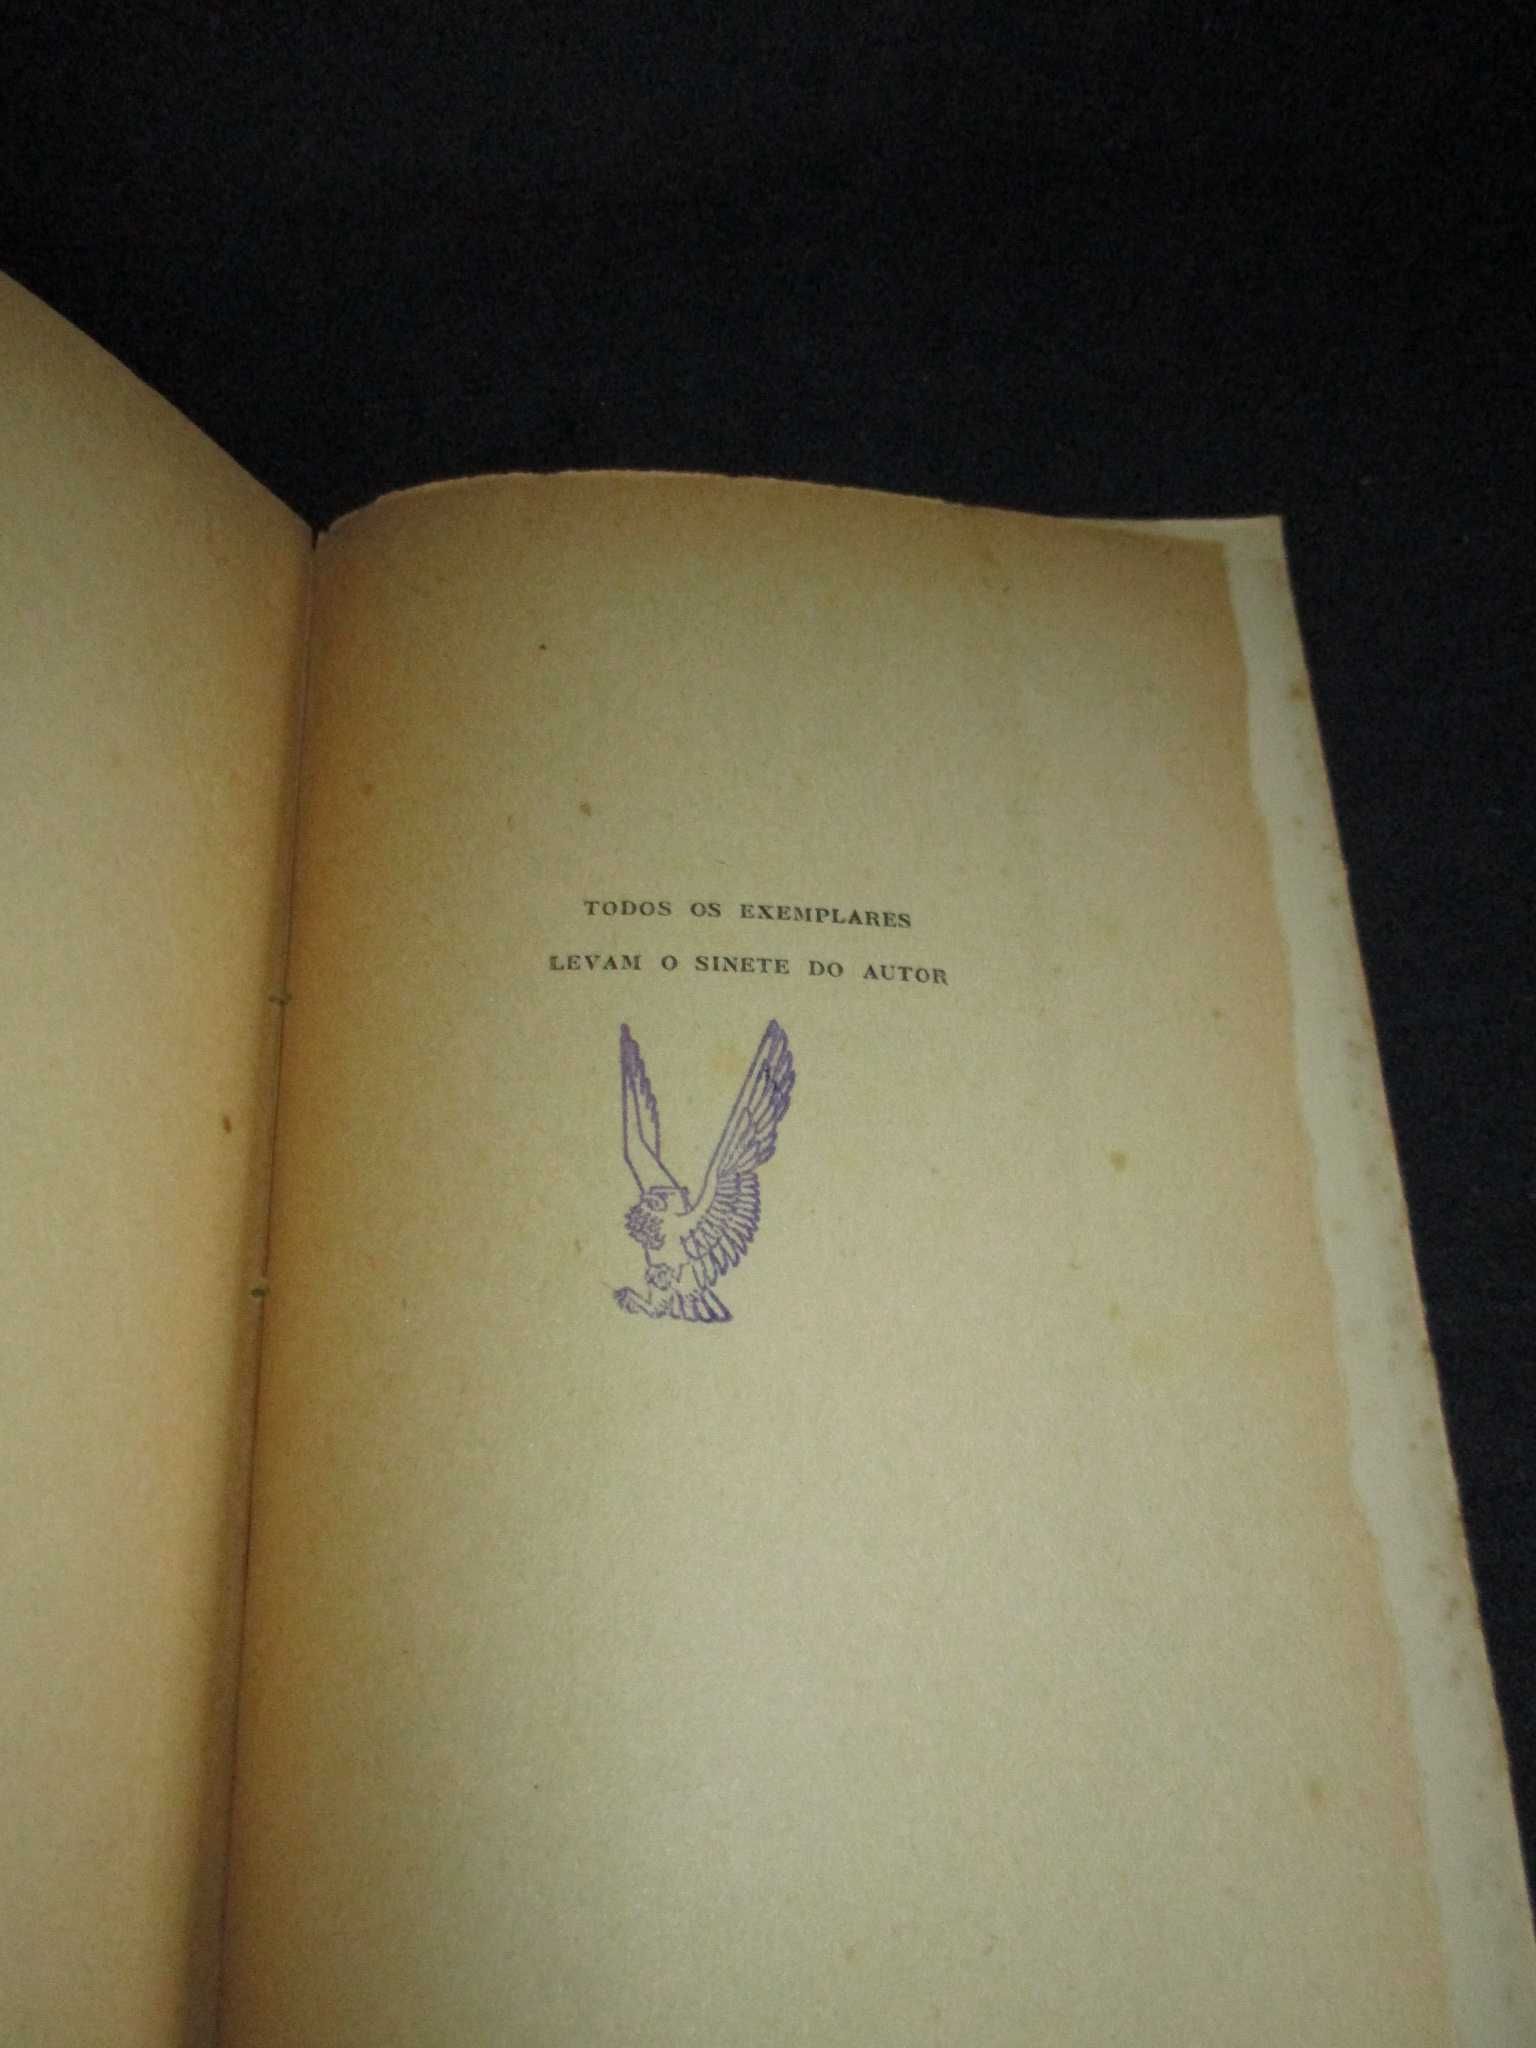 TODOS OS EXEMPLARES
LEVAM O SINETE DO AUTOR